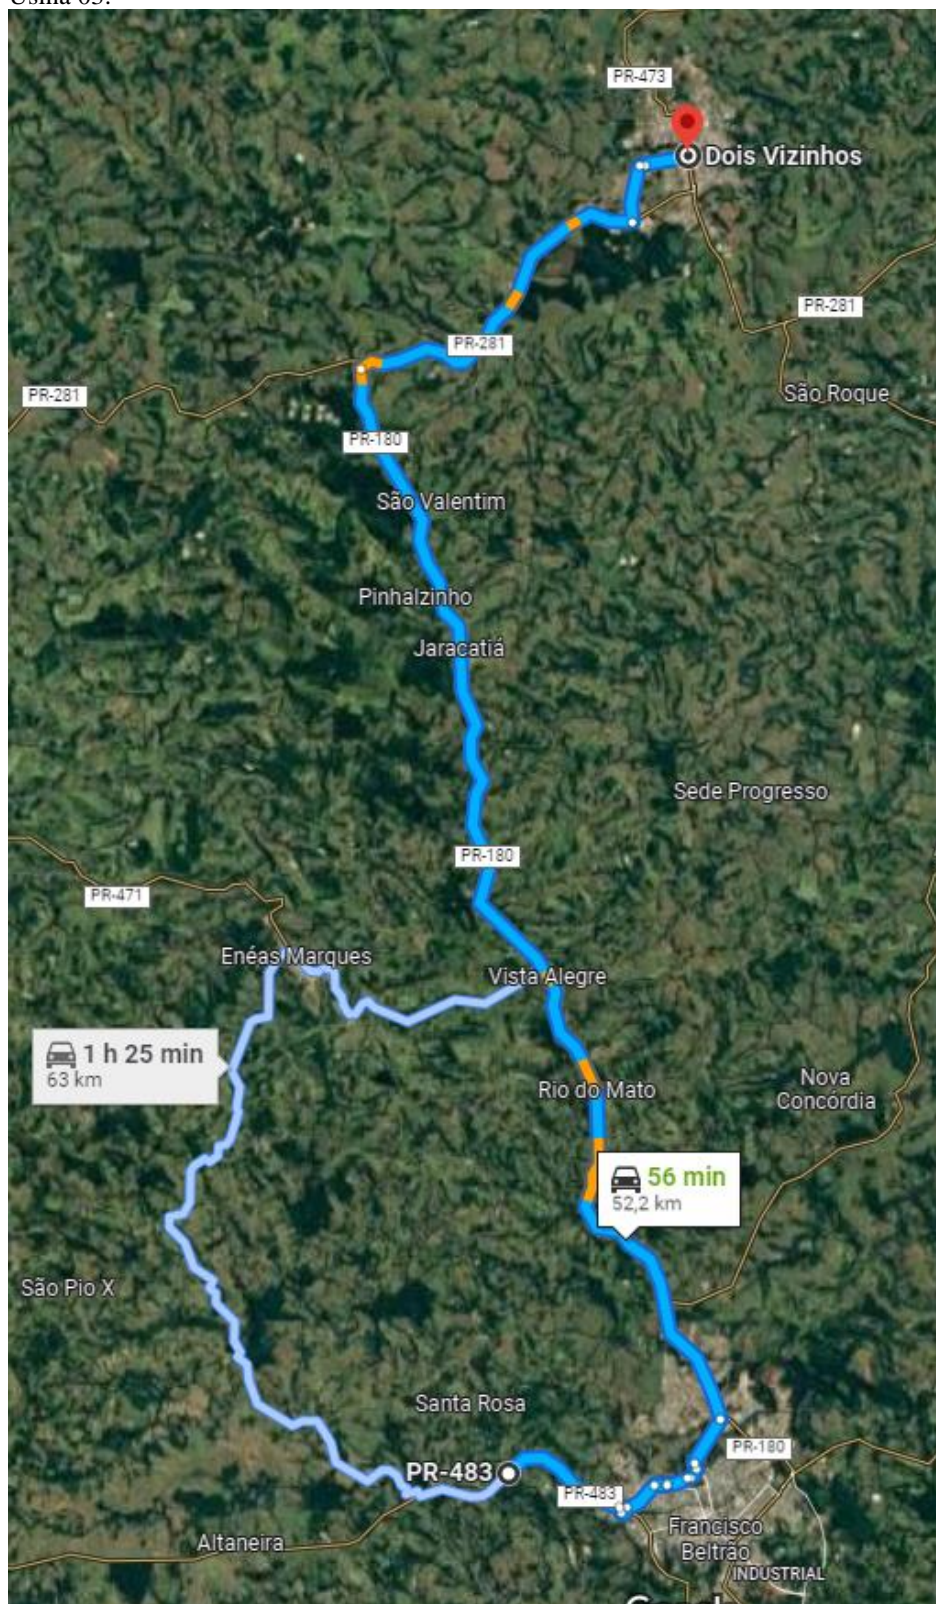 Usina 03:
PR-473
Dois Vizinhos
PR-281
PR-281
PR-281
São Roque
PR-180
São Valentim
Pinhalzinho
Jaracatiá
Sede Progresso
PR-180
PR-471
Enéas Marques
Vista Alegre
1 h 25 min
63 km
Rio do Mato
Nova
Concórdia
56 min
52,2 km
São Pio X
Santa Rosa
PR-180
PR-483
PR-483
Francisco
Beltrão
Altaneira
INDUSTRIAL